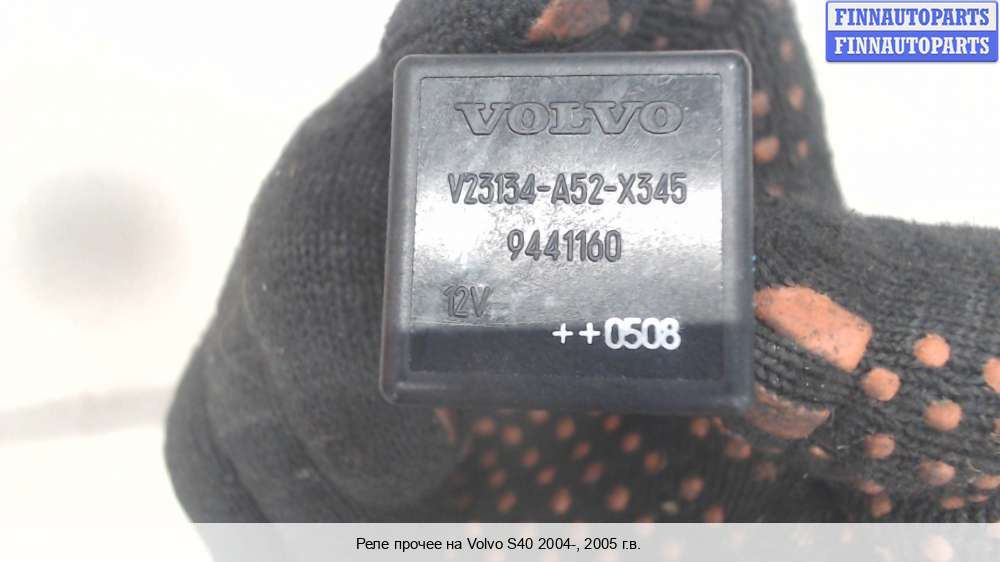 FINNAUTOPARTS
FINNAUTOPARTS
VOLVO
V23134-A52-X345
9441160
12V
++0508
Реле прочее на Volvo S40 2004-, 2005 г.в.